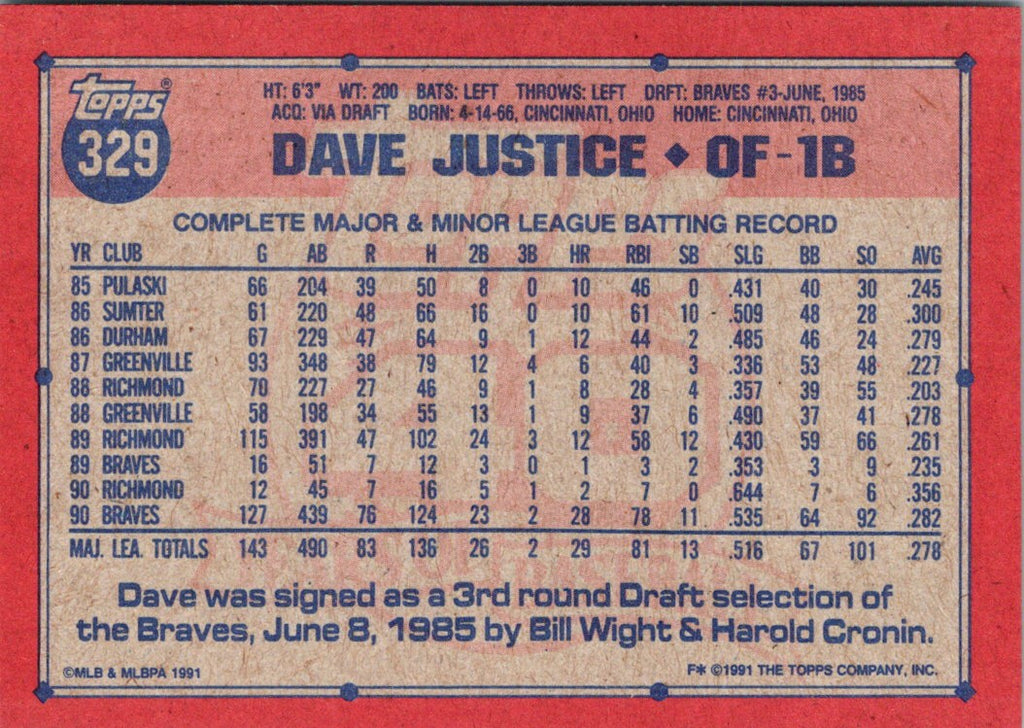 topps®
329
HT: 6'3" WT: 200 BATS: LEFT THROWS: LEFT DRFT: BRAVES #3-JUNE, 1985
ACQ: VIA DRAFT BORN: 4-14-66, CINCINNATI, OHIO HOME: CINCINNATI, OHIO
DAVE JUSTICE ◆ OF-1B
COMPLETE MAJOR & MINOR LEAGUE BATTING RECORD
YR CLUB G AB R H 2B 3B HR RBI SB SLG BB SO AVG
85 PULASKI 66 204 39 50 8 0 10 46 0 .431 40 30 .245
86 SUMTER 61 220 48 66 16 0 10 61 10 .509 48 28 .300
86 DURHAM 67 229 47 64 9 1 12 44 2 .485 46 24 .279
87 GREENVILLE 93 348 38 79 12 4 6 40 3 .336 53 48 .227
88 RICHMOND 70 227 27 46 9 1 8 28 4 .357 39 55 .203
88 GREENVILLE 58 198 34 55 13 1 9 37 6 .490 37 41 .278
89 RICHMOND 115 391 47 102 24 3 12 58 12 .430 59 66 .261
89 BRAVES 16 51 7 12 3 0 1 3 2 .353 3 9 .235
90 RICHMOND 12 45 7 16 5 1 2 7 0 .644 7 6 .356
90 BRAVES 127 439 76 124 23 2 28 78 11 .535 64 92 .282
MAJ. LEA. TOTALS 143 490 83 136 26 2 29 81 13 .516 67 101 .278
Dave was signed as a 3rd round Draft selection of
the Braves, June 8, 1985 by Bill Wight & Harold Cronin.
©MLB & MLBPA 1991
F* ©1991 THE TOPPS COMPANY, INC.